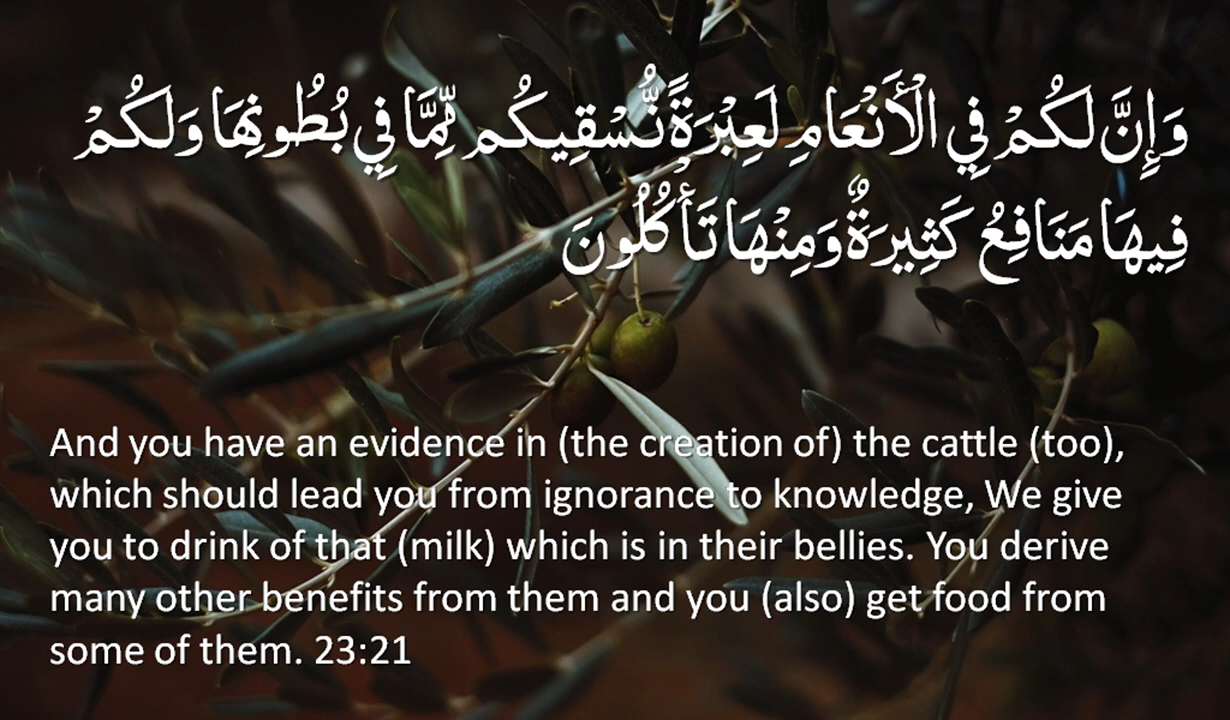 وَإِنَّ لَكُمْ فِي الْأَنْعَامِ لَعِبْرَةً نُّسْقِيكُم مِّمَّا فِي بُطُونِهَا وَلَكُمْ
فِيهَا مَنَافِعُ كَثِيرَةٌ وَمِنْهَا تَأْكُلُونَ
And you have an evidence in (the creation of) the cattle (too),
which should lead you from ignorance to knowledge, We give
you to drink of that (milk) which is in their bellies. You derive
many other benefits from them and you (also) get food from
some of them. 23:21